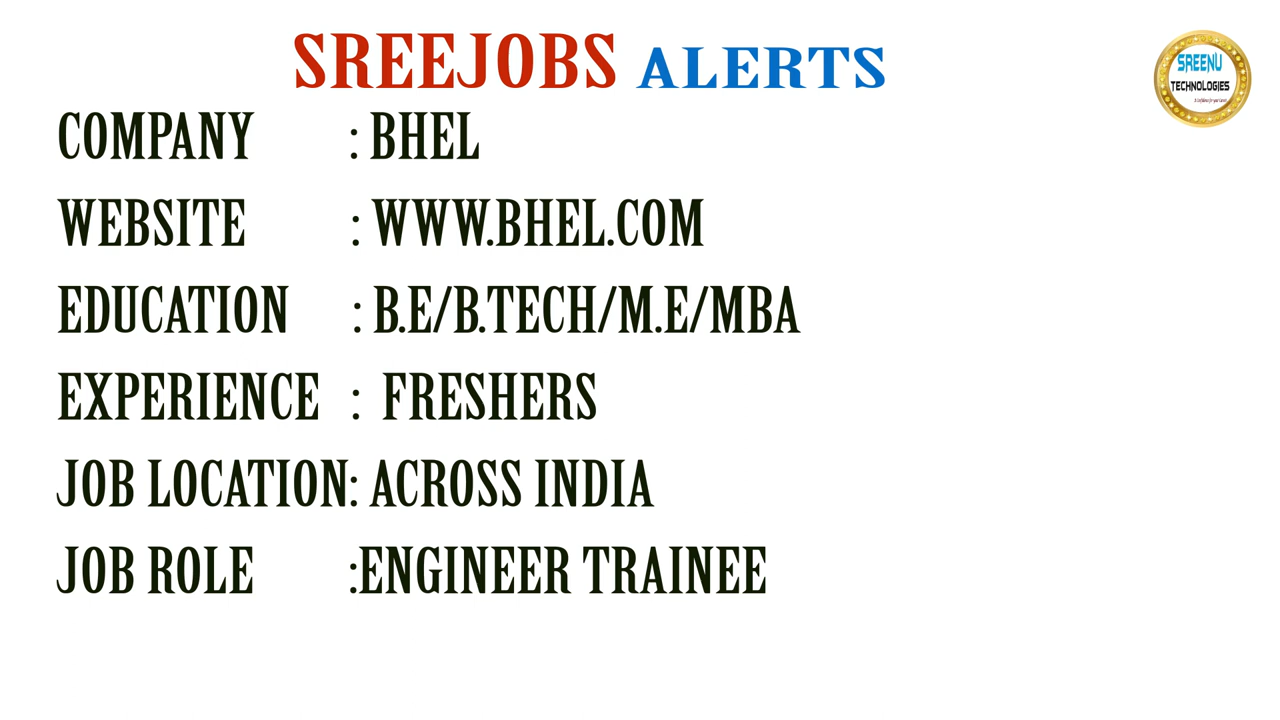 SREEJOBS ALERTS
SREENU
TECHNOLOGIES
COMPANY : BHEL
WEBSITE : WWW.BHEL.COM
EDUCATION : B.E/B.TECH/M.E/MBA
EXPERIENCE : FRESHERS
JOB LOCATION: ACROSS INDIA
JOB ROLE :ENGINEER TRAINEE